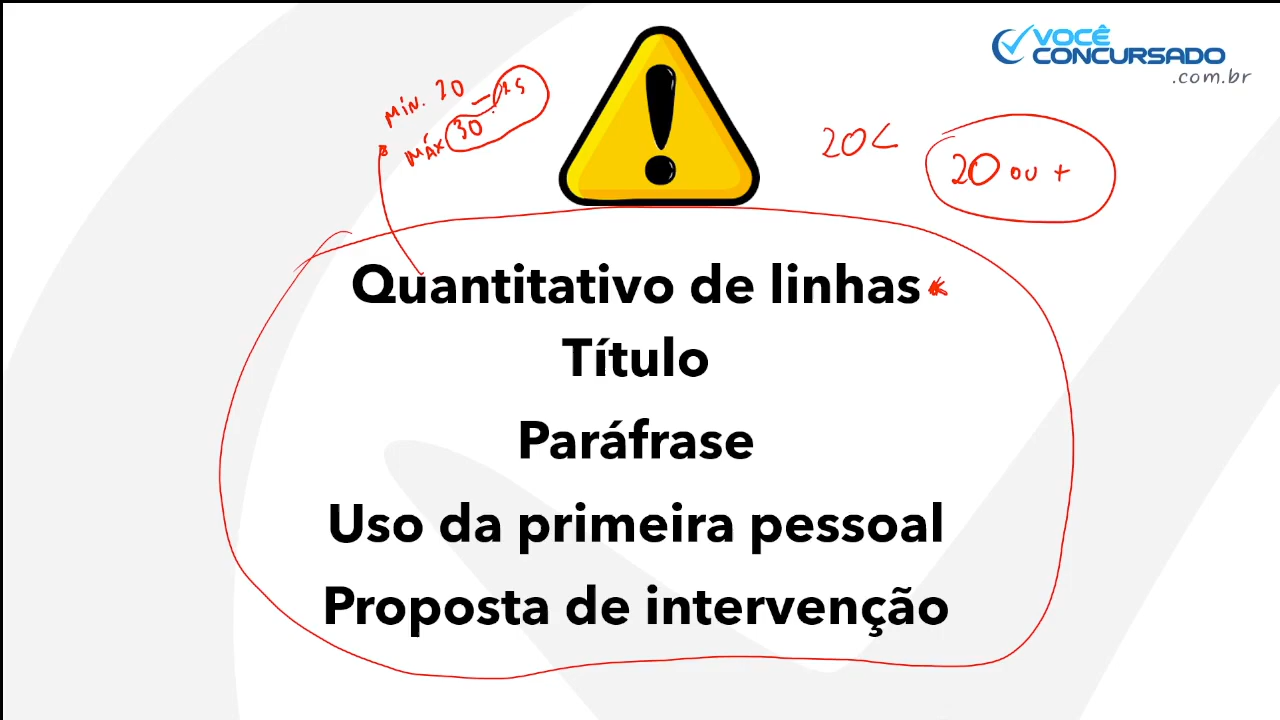 VOCÊ
CONCURSADO
.com.br
MÍN. 20 – 25
MÁX 30
20<
20 ou +
Quantitativo de linhas
Título
Paráfrase
Uso da primeira pessoal
Proposta de intervenção